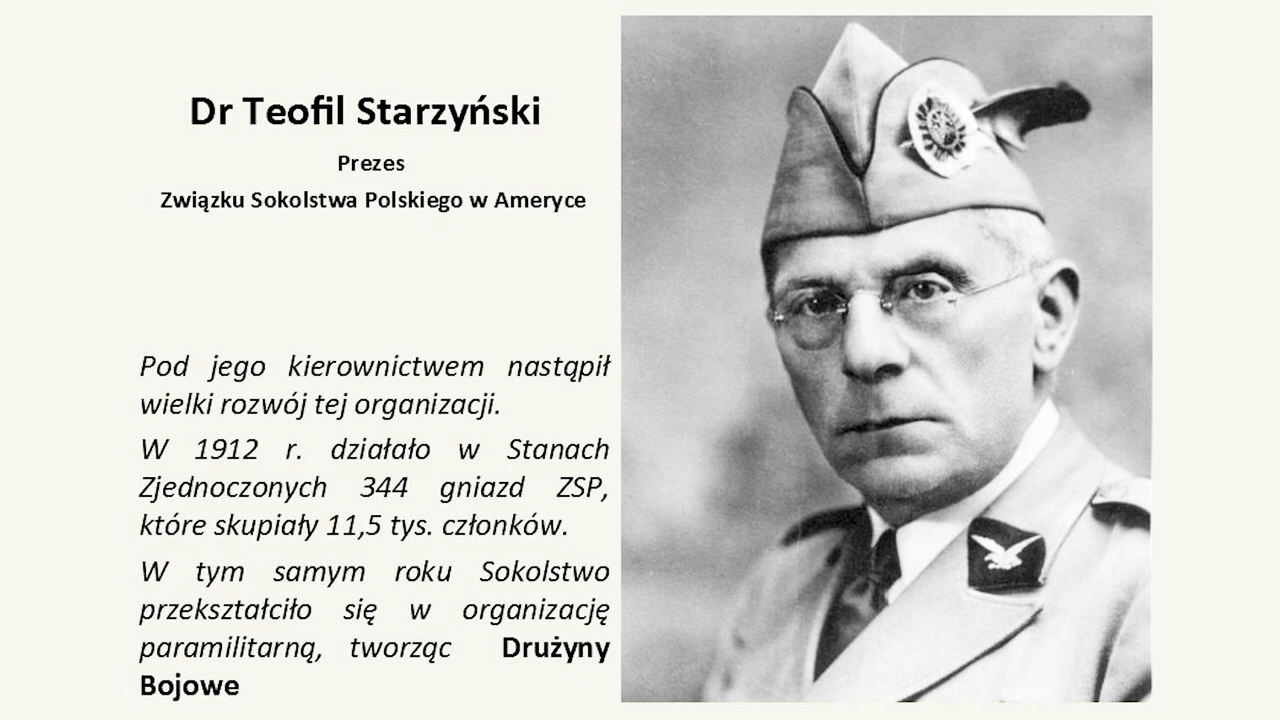 Dr Teofil Starzyński
Prezes
Związku Sokolstwa Polskiego w Ameryce
Pod jego kierownictwem nastąpił
wielki rozwój tej organizacji.
W 1912 r. działało w Stanach
Zjednoczonych 344 gniazd ZSP,
które skupiały 11,5 tys. członków.
W tym samym roku Sokolstwo
przekształciło się w organizację
paramilitarną, tworząc Drużyny
Bojowe